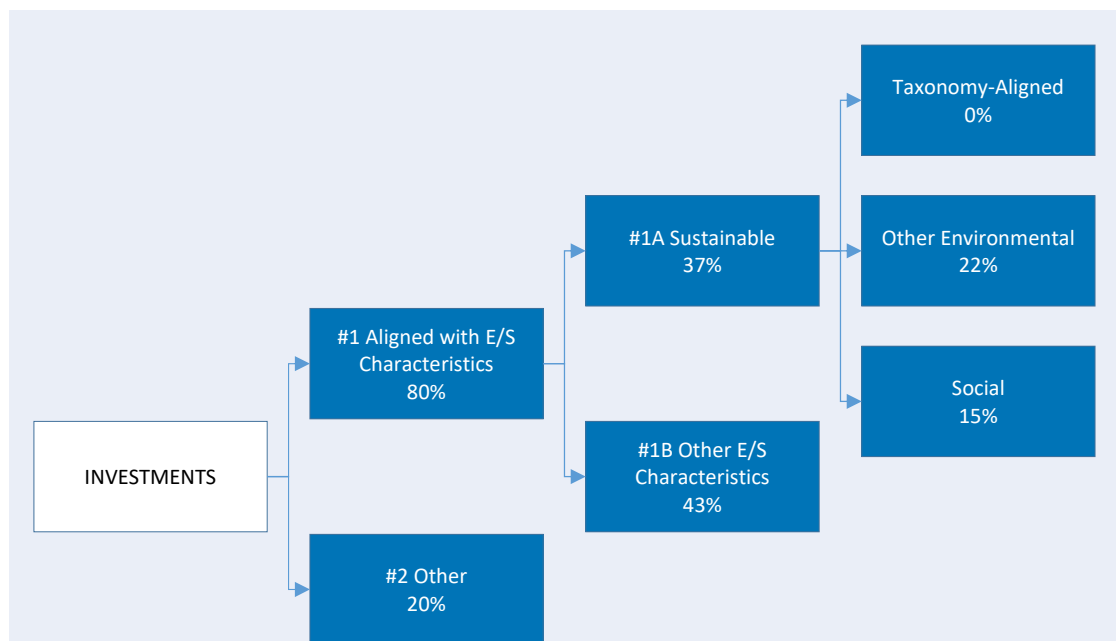 INVESTMENTS
#1 Aligned with E/S
Characteristics
80%
#2 Other
20%
#1A Sustainable
37%
#1B Other E/S
Characteristics
43%
Taxonomy-Aligned
0%
Other Environmental
22%
Social
15%